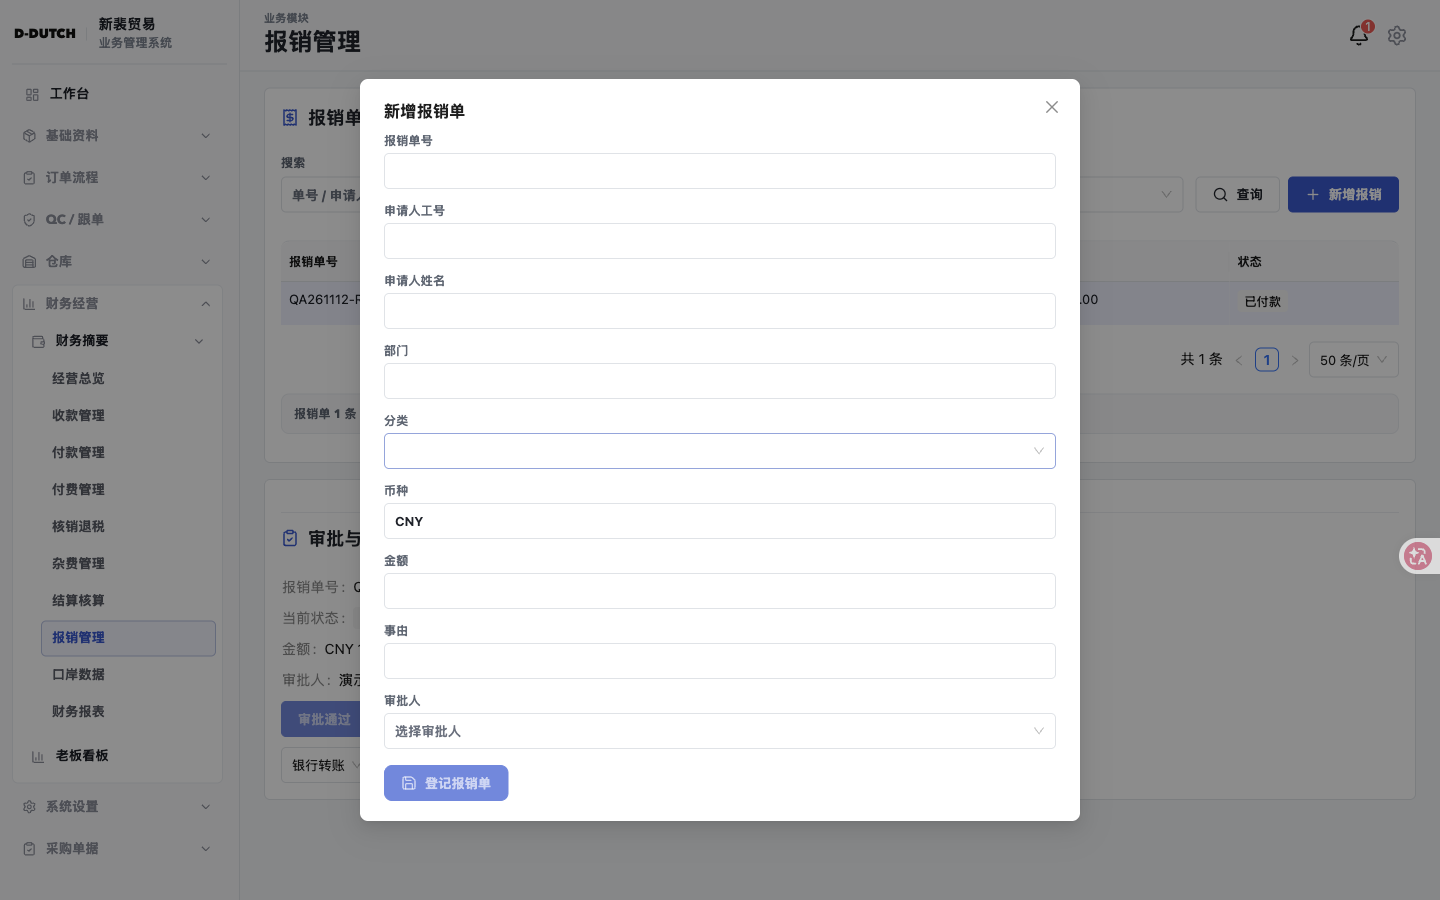 D-DUTCH
新裴贸易
业务管理系统
工作台
基础资料
订单流程
QC / 跟单
仓库
财务经营
财务摘要
经营总览
收款管理
付款管理
付费管理
核销退税
杂费管理
结算核算
报销管理
口岸数据
财务报表
老板看板
系统设置
采购单据
业务模块
报销管理
1
报销单
搜索
单号 / 申请
查询
新增报销
报销单号
状态
QA261112-
.00
已付款
共 1 条
1
50 条/页
报销单 1 条
审批与
报销单号：
当前状态：
金额： CNY
审批人： 演示
审批通过
银行转账
新增报销单
报销单号
申请人工号
申请人姓名
部门
分类
币种
CNY
金额
事由
审批人
选择审批人
登记报销单